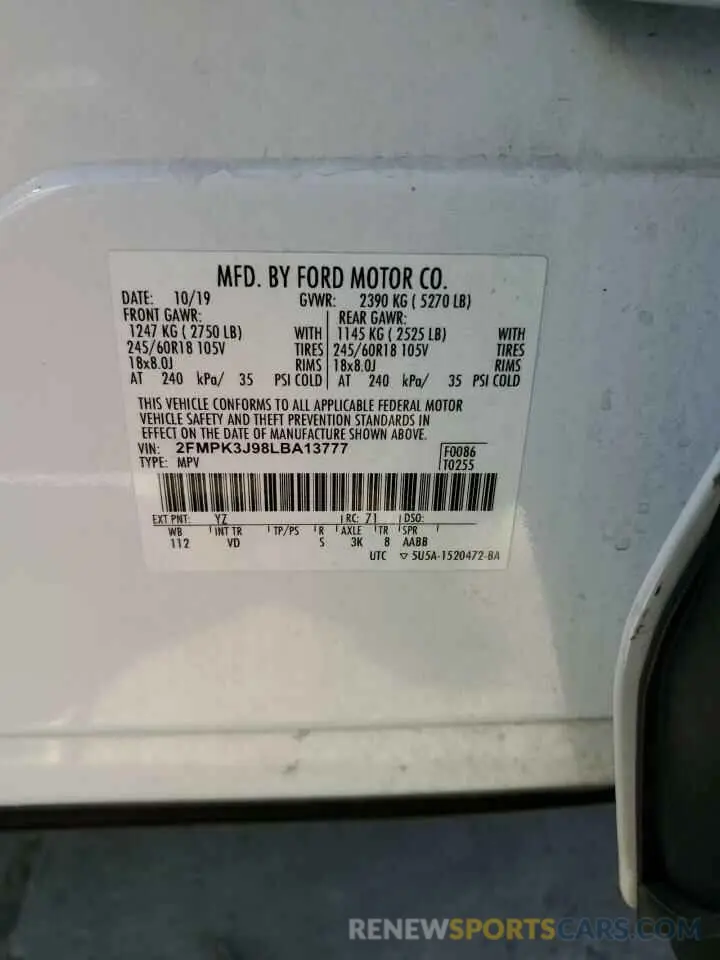 MFD. BY FORD MOTOR CO.
DATE: 10/19 GVWR: 2390 KG ( 5270 LB)
FRONT GAWR: REAR GAWR:
1247 KG ( 2750 LB) WITH 1145 KG ( 2525 LB) WITH
245/60R18 105V TIRES 245/60R18 105V TIRES
18x8.0J RIMS 18x8.0J RIMS
AT 240 kPa/ 35 PSI COLD AT 240 kPa/ 35 PSI COLD
THIS VEHICLE CONFORMS TO ALL APPLICABLE FEDERAL MOTOR
VEHICLE SAFETY AND THEFT PREVENTION STANDARDS IN
EFFECT ON THE DATE OF MANUFACTURE SHOWN ABOVE.
VIN: 2FMPK3J98LBA13777 F0086
TYPE: MPV T0255
EXT PNT: YZ RC: 71 DSO:
WB INT TR TP/PS R AXLE TR SPR
112 VD 5 3K 8 AABB
UTC ▽ 5U5A-1520472-BA
RENEWSPORTSCARS.COM